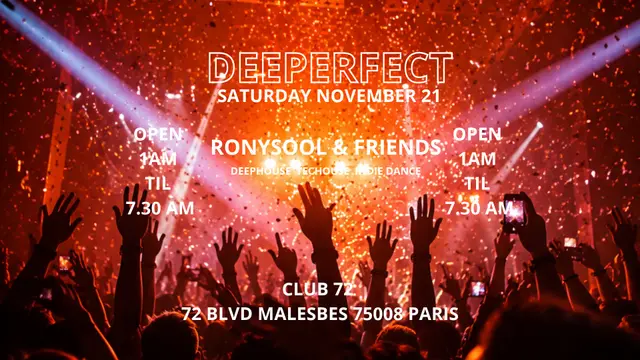 DEEPERFECT
SATURDAY NOVEMBER 21
OPEN
1AM
TIL
7.30 AM
RONYSOOL & FRIENDS
DEEPHOUSE TECHOUSE INDIE DANCE
OPEN
1AM
TIL
7.30 AM
CLUB 72
72 BLVD MALESBES 75008 PARIS